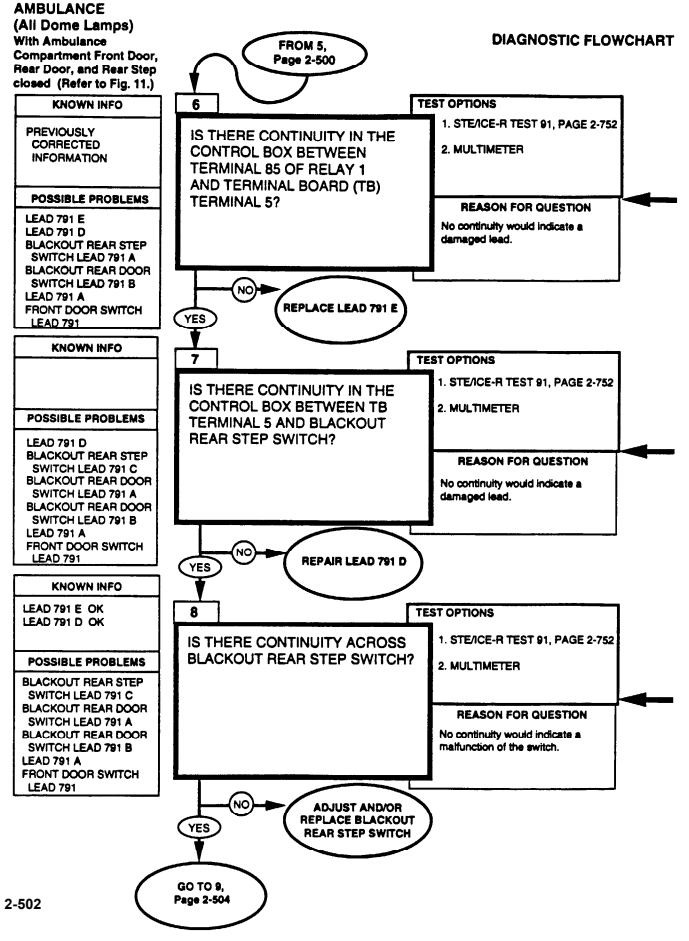 AMBULANCE
(All Dome Lamps)
With Ambulance
Compartment Front Door,
Rear Door, and Rear Step
closed (Refer to Fig. 11.)
FROM 5,
Page 2-500
DIAGNOSTIC FLOWCHART
KNOWN INFO
PREVIOUSLY
CORRECTED
INFORMATION
POSSIBLE PROBLEMS
LEAD 791 E
LEAD 791 D
BLACKOUT REAR STEP
SWITCH LEAD 791 A
BLACKOUT REAR DOOR
SWITCH LEAD 791 B
LEAD 791 A
FRONT DOOR SWITCH
LEAD 791
6
IS THERE CONTINUITY IN THE
CONTROL BOX BETWEEN
TERMINAL 85 OF RELAY 1
AND TERMINAL BOARD (TB)
TERMINAL 5?
TEST OPTIONS
1. STE/ICE-R TEST 91, PAGE 2-752
2. MULTIMETER
REASON FOR QUESTION
No continuity would indicate a
damaged lead.
NO
REPLACE LEAD 791 E
YES
KNOWN INFO
POSSIBLE PROBLEMS
LEAD 791 D
BLACKOUT REAR STEP
SWITCH LEAD 791 C
BLACKOUT REAR DOOR
SWITCH LEAD 791 A
BLACKOUT REAR DOOR
SWITCH LEAD 791 B
LEAD 791 A
FRONT DOOR SWITCH
LEAD 791
7
IS THERE CONTINUITY IN THE
CONTROL BOX BETWEEN TB
TERMINAL 5 AND BLACKOUT
REAR STEP SWITCH?
TEST OPTIONS
1. STE/ICE-R TEST 91, PAGE 2-752
2. MULTIMETER
REASON FOR QUESTION
No continuity would indicate a
damaged lead.
NO
REPAIR LEAD 791 D
YES
KNOWN INFO
LEAD 791 E OK
LEAD 791 D OK
POSSIBLE PROBLEMS
BLACKOUT REAR STEP
SWITCH LEAD 791 C
BLACKOUT REAR DOOR
SWITCH LEAD 791 A
BLACKOUT REAR DOOR
SWITCH LEAD 791 B
LEAD 791 A
FRONT DOOR SWITCH
LEAD 791
8
IS THERE CONTINUITY ACROSS
BLACKOUT REAR STEP SWITCH?
TEST OPTIONS
1. STE/ICE-R TEST 91, PAGE 2-752
2. MULTIMETER
REASON FOR QUESTION
No continuity would indicate a
malfunction of the switch.
NO
ADJUST AND/OR
REPLACE BLACKOUT
REAR STEP SWITCH
YES
GO TO 9,
Page 2-504
2-502